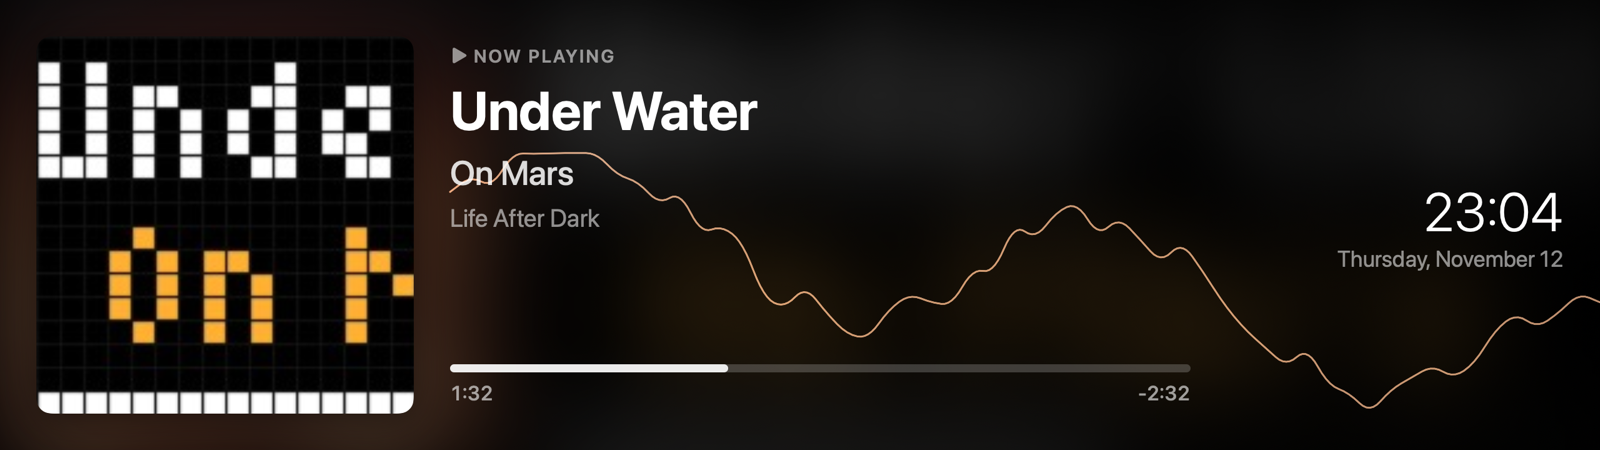 Unde
on
NOW PLAYING
Under Water
On Mars
Life After Dark
1:32
-2:32
23:04
Thursday, November 12